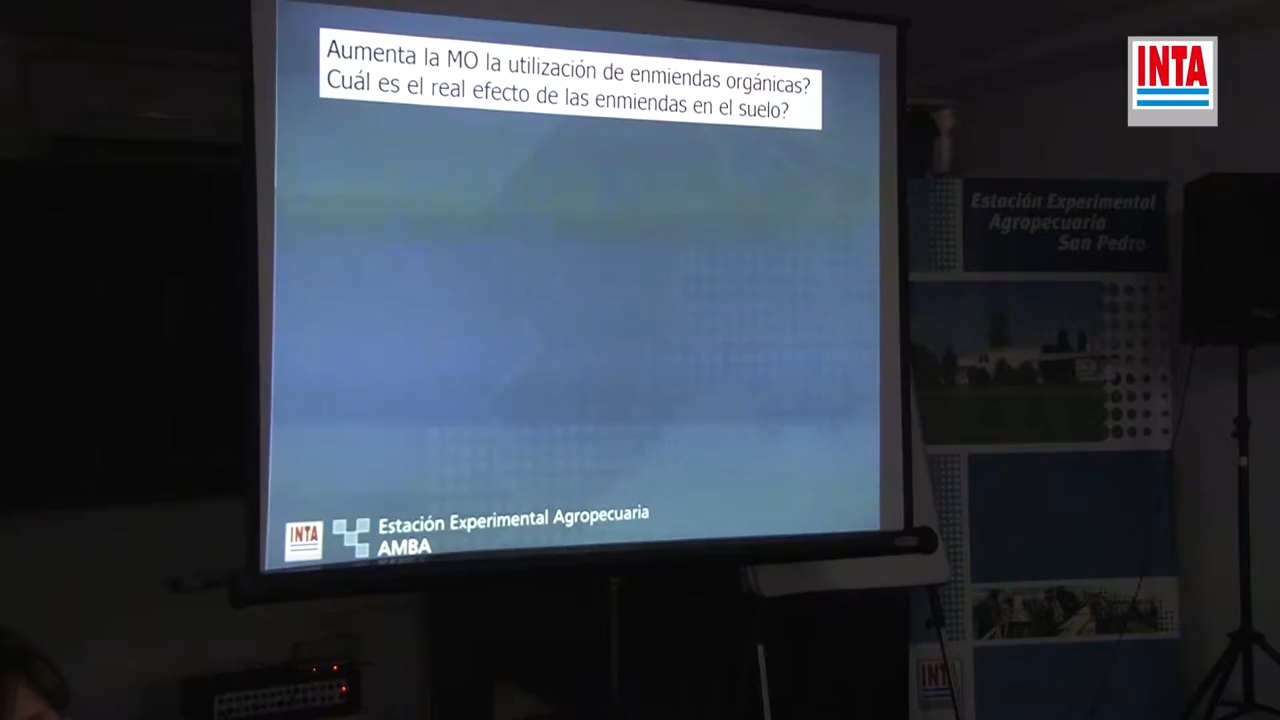 Aumenta la MO la utilización de enmiendas orgánicas?
Cuál es el real efecto de las enmiendas en el suelo?
INTA
Estación Experimental
Agropecuaria
San Pedro
INTA
Estación Experimental Agropecuaria
AMBA
INTA